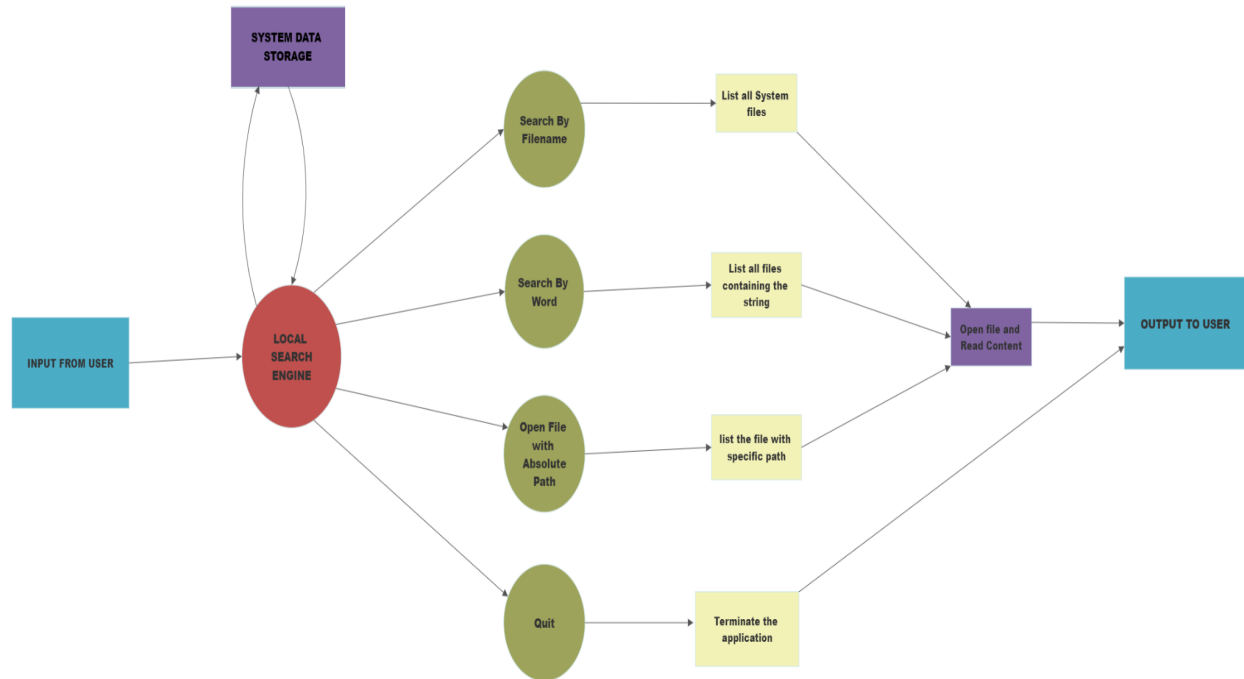 SYSTEM DATA
STORAGE
INPUT FROM USER
LOCAL
SEARCH
ENGINE
Search By
Filename
Search By
Word
Open File
with
Absolute
Path
Quit
List all System
files
List all files
containing the
string
list the file with
specific path
Terminate the
application
Open file and
Read Content
OUTPUT TO USER